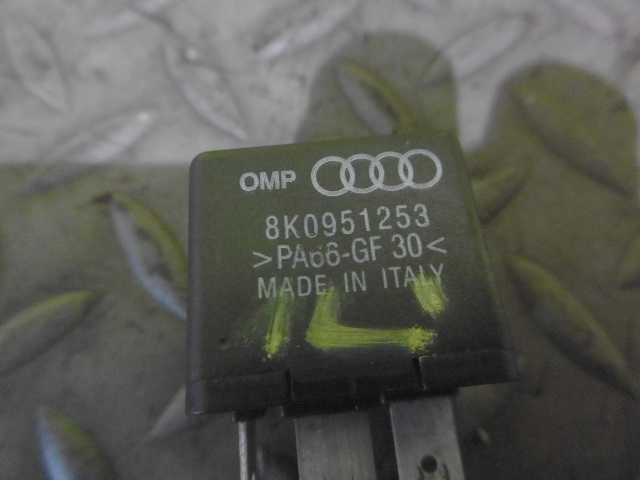 OMP
8K0951253
>PA66-GF 30<
MADE IN ITALY